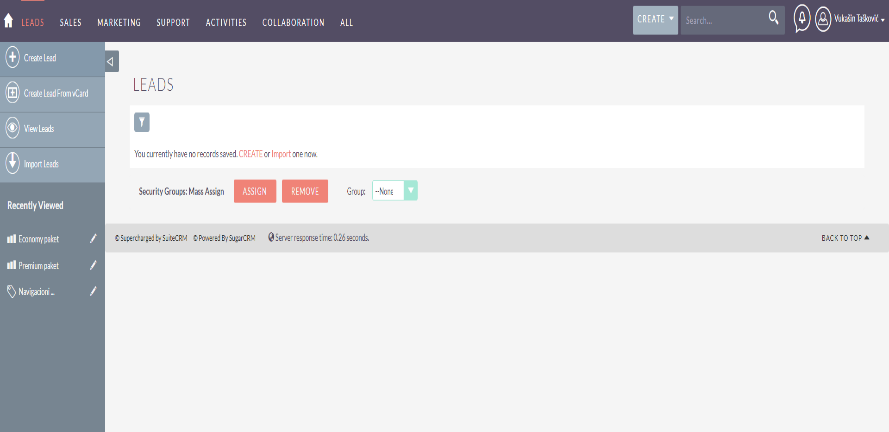 LEADS SALES MARKETING SUPPORT ACTIVITIES COLLABORATION ALL CREATE Search... Vukašin Tašković
Create Lead
Create Lead From vCard
View Leads
Import Leads
Recently Viewed
Economy paket
Premium paket
Navigacioni ...
LEADS
You currently have no records saved. CREATE or Import one now.
Security Groups: Mass Assign ASSIGN REMOVE Group: --None
© Supercharged by SuiteCRM © Powered By SugarCRM Server response time: 0.26 seconds. BACK TO TOP